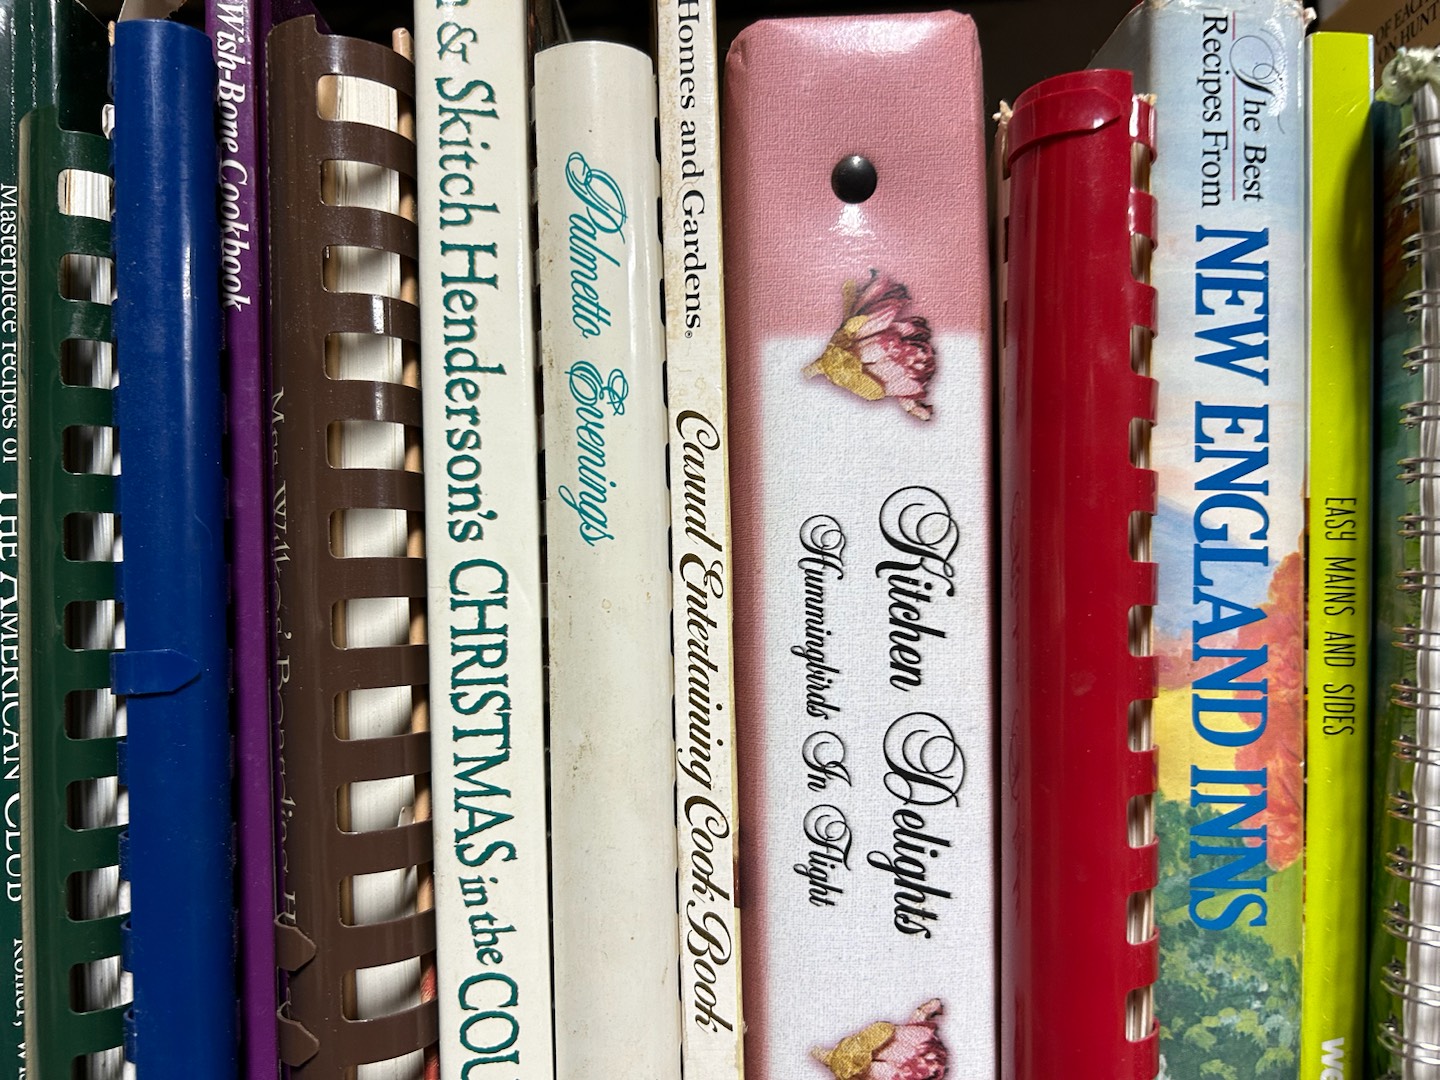 Masterpiece recipes of THE AMERICAN CLUB
Wish-Bone Cookbook
& Skitch Henderson's CHRISTMAS in the COU
Palmetto Evenings
Homes and Gardens®
Casual Entertaining Cook Book
Kitchen Delights
Hummingbirds In Flight
The Best
Recipes From
NEW ENGLAND INNS
EASY MAINS AND SIDES